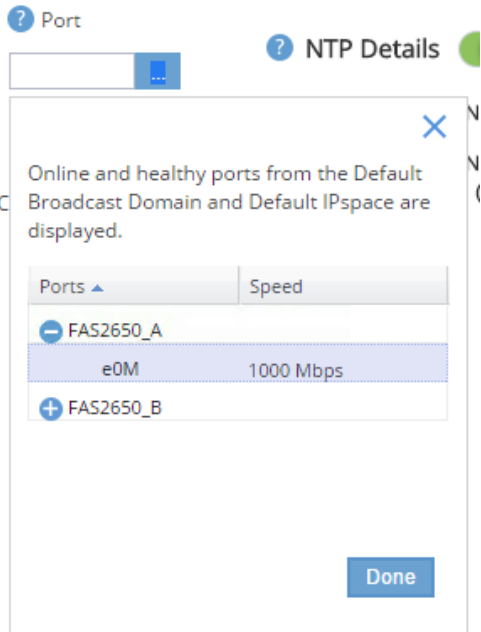 ? Port
...
? NTP Details
N
N
(
C
Online and healthy ports from the Default
Broadcast Domain and Default IPspace are
displayed.
Ports Speed
FAS2650_A
e0M 1000 Mbps
FAS2650_B
Done